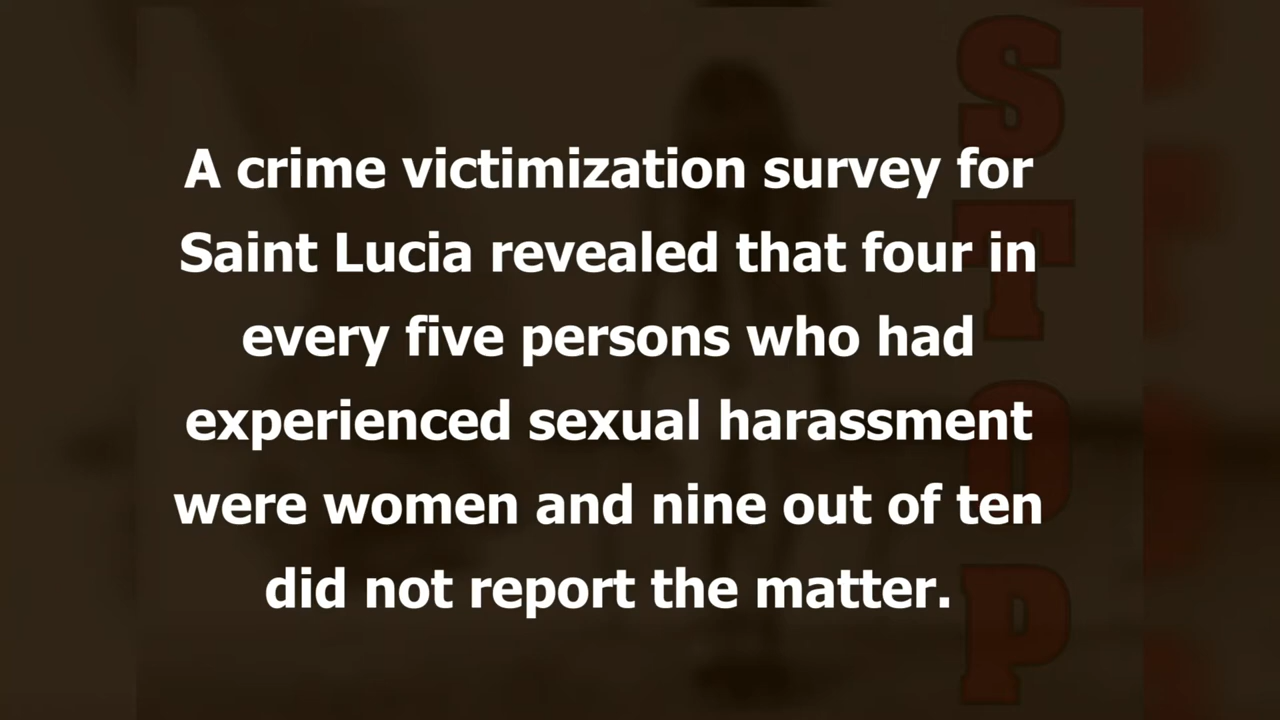 A crime victimization survey for
Saint Lucia revealed that four in
every five persons who had
experienced sexual harassment
were women and nine out of ten
did not report the matter.
STOP